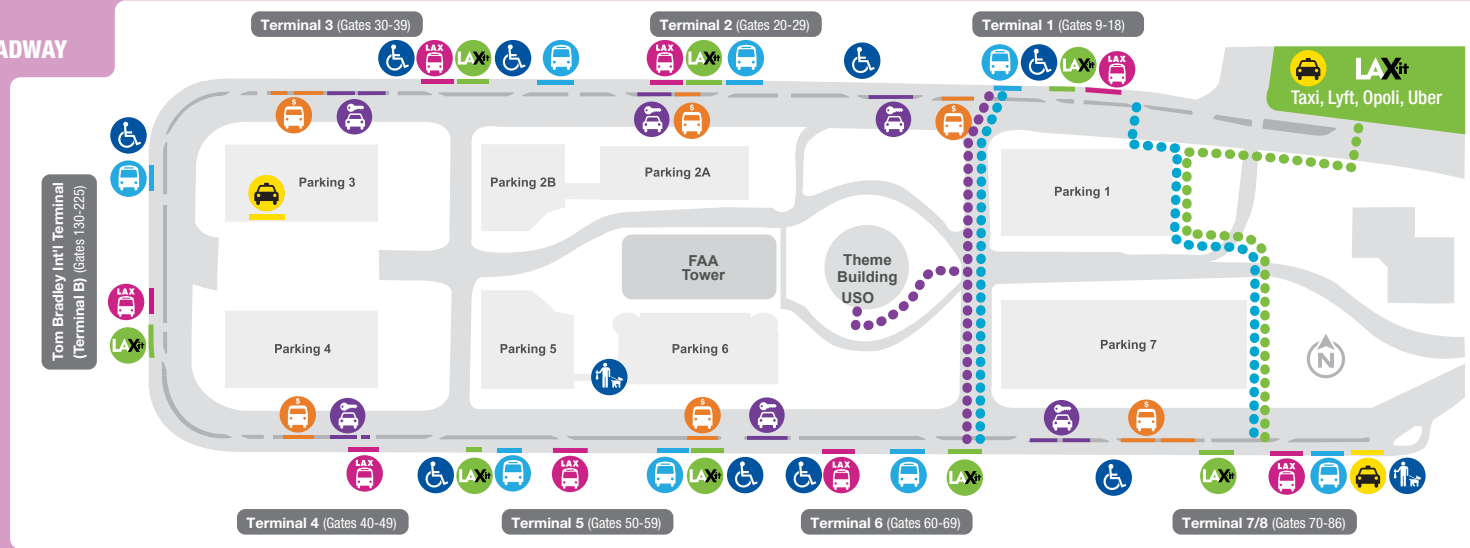 ADWAY
Terminal 3 (Gates 30-39)
Terminal 2 (Gates 20-29)
Terminal 1 (Gates 9-18)
LAX
LAXit
LAX
LAXit
LAXit
LAX
LAXit
Taxi, Lyft, Opoli, Uber
$
$
$
Tom Bradley Int'l Terminal
(Terminal B) (Gates 130-225)
Parking 3
Parking 2B
Parking 2A
Parking 1
FAA
Tower
Theme
Building
USO
LAX
LAXit
Parking 4
Parking 5
Parking 6
Parking 7
N
$
$
$
LAX
LAXit
LAX
LAXit
LAX
LAXit
LAXit
LAX
Terminal 4 (Gates 40-49)
Terminal 5 (Gates 50-59)
Terminal 6 (Gates 60-69)
Terminal 7/8 (Gates 70-86)